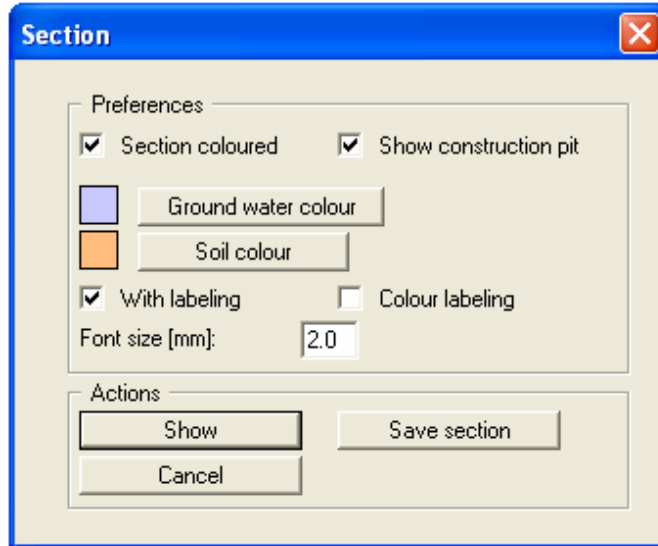 Section
Preferences
Section coloured Show construction pit
Ground water colour
Soil colour
With labeling Colour labeling
Font size [mm]: 2.0
Actions
Show Save section
Cancel